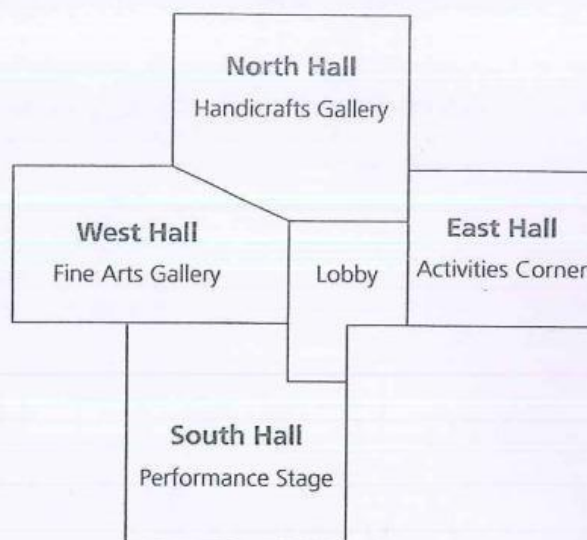 North Hall
Handicrafts Gallery
West Hall
Fine Arts Gallery
Lobby
East Hall
Activities Corner
South Hall
Performance Stage